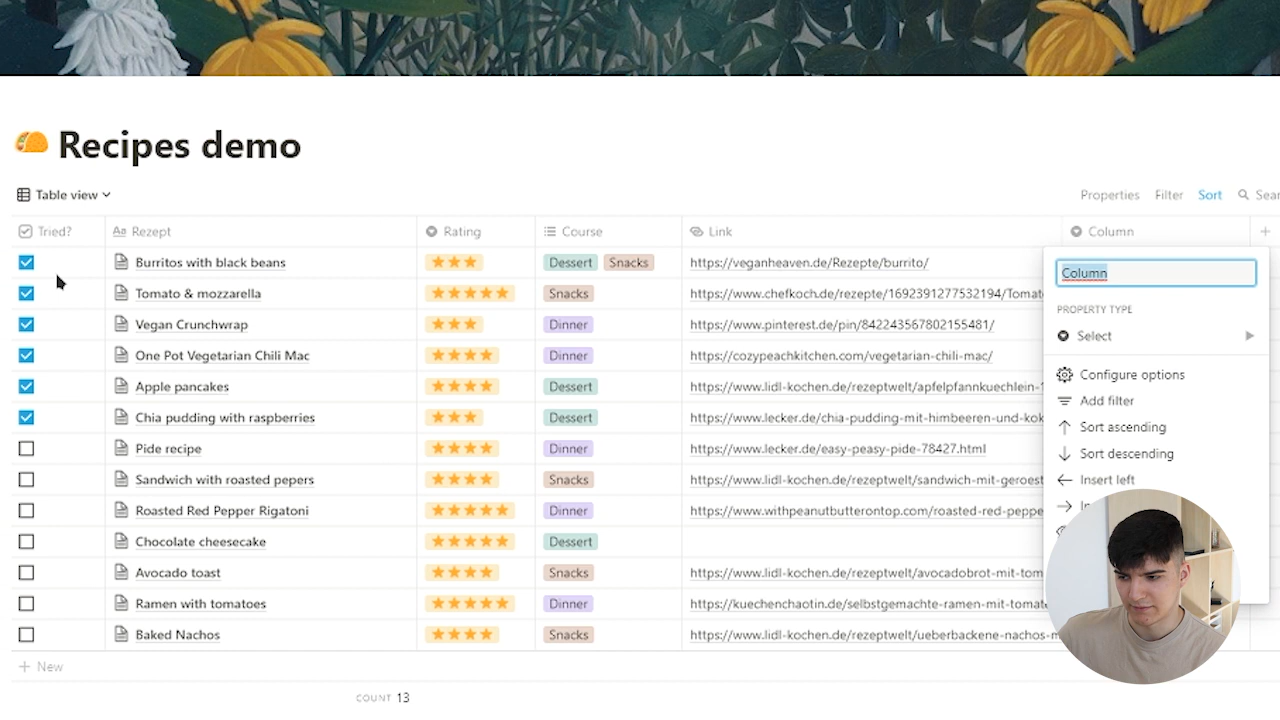 Recipes demo
Table view
Properties Filter Sort Sear
Tried? Aa Rezept Rating Course Link Column
Burritos with black beans Dessert Snacks https://veganheaven.de/Rezepte/burrito/
Column
Tomato & mozzarella Snacks https://www.chefkoch.de/rezepte/1692391277532194/Tomat
PROPERTY TYPE
Vegan Crunchwrap Dinner https://www.pinterest.de/pin/842243567802155481/
Select
One Pot Vegetarian Chili Mac Dinner https://cozypeachkitchen.com/vegetarian-chili-mac/
Configure options
Apple pancakes Dessert https://www.lidl-kochen.de/rezeptwelt/apfelpfannkuechlein-1
Add filter
Chia pudding with raspberries Dessert https://www.lecker.de/chia-pudding-mit-himbeeren-und-kok
Sort ascending
Pide recipe Dinner https://www.lecker.de/easy-peasy-pide-78427.html
Sort descending
Sandwich with roasted pepers Snacks https://www.lidl-kochen.de/rezeptwelt/sandwich-mit-geroest
Insert left
Roasted Red Pepper Rigatoni Dinner https://www.withpeanutbutterontop.com/roasted-red-peppe
Chocolate cheesecake Dessert
Avocado toast Snacks https://www.lidl-kochen.de/rezeptwelt/avocadobrot-mit-tom
Ramen with tomatoes Dinner https://kuechenchaotin.de/selbstgemachte-ramen-mit-tomate
Baked Nachos Snacks https://www.lidl-kochen.de/rezeptwelt/ueberbackene-nachos-m
+ New
COUNT 13